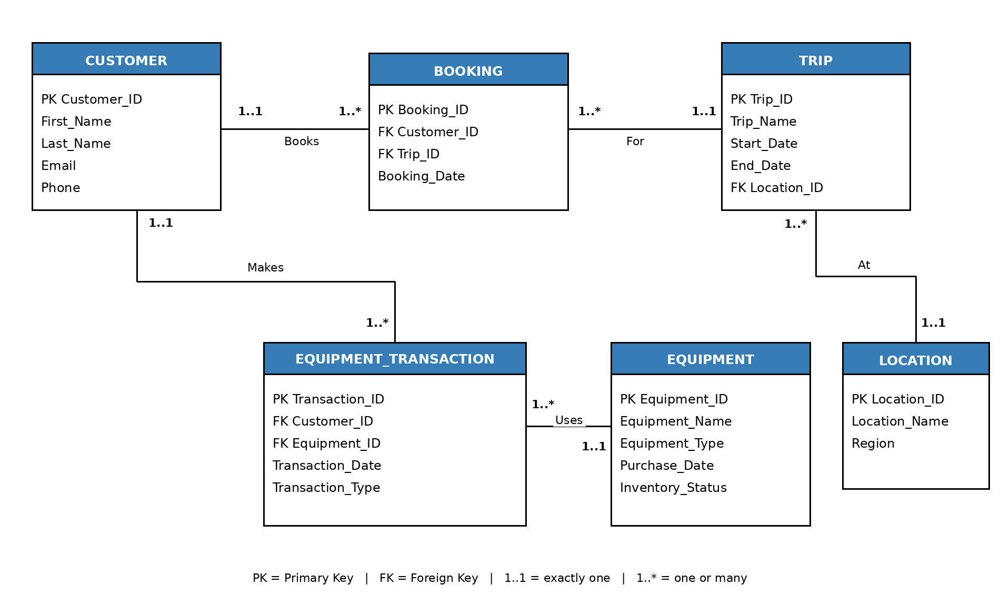 CUSTOMER
PK Customer_ID
First_Name
Last_Name
Email
Phone
1..1
1..*
Books
BOOKING
PK Booking_ID
FK Customer_ID
FK Trip_ID
Booking_Date
1..*
1..1
For
TRIP
PK Trip_ID
Trip_Name
Start_Date
End_Date
FK Location_ID
1..1
Makes
1..*
1..*
At
1..1
EQUIPMENT_TRANSACTION
PK Transaction_ID
FK Customer_ID
FK Equipment_ID
Transaction_Date
Transaction_Type
1..*
Uses
1..1
EQUIPMENT
PK Equipment_ID
Equipment_Name
Equipment_Type
Purchase_Date
Inventory_Status
LOCATION
PK Location_ID
Location_Name
Region
PK = Primary Key | FK = Foreign Key | 1..1 = exactly one | 1..* = one or many